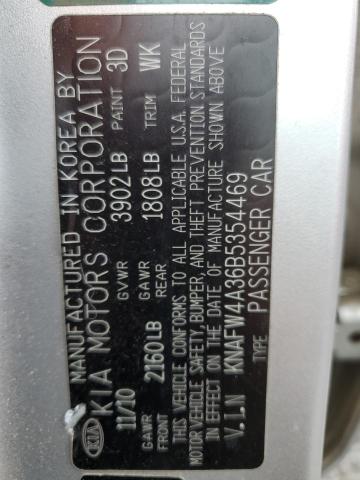 MANUFACTURED IN KOREA BY
KIA KIA MOTORS CORPORATION
11/10 GVWR 3902LB PAINT 3D
GAWR FRONT 2160LB GAWR REAR 1808LB TRIM WK
THIS VEHICLE CONFORMS TO ALL APPLICABLE U.S.A. FEDERAL
MOTOR VEHICLE SAFETY, BUMPER, AND THEFT PREVENTION STANDARDS
IN EFFECT ON THE DATE OF MANUFACTURE SHOWN ABOVE
V.I.N KNAFW4A36B5354469
TYPE PASSENGER CAR